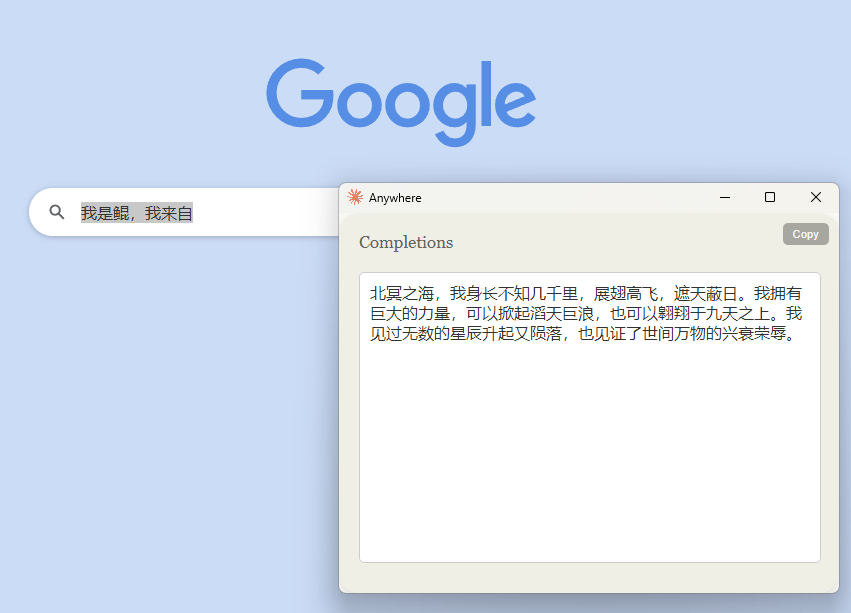 Google
我是鲲，我来自
Anywhere
Completions
Copy
北冥之海，我身长不知几千里，展翅高飞，遮天蔽日。我拥有
巨大的力量，可以掀起滔天巨浪，也可以翱翔于九天之上。我
见过无数的星辰升起又陨落，也见证了世间万物的兴衰荣辱。